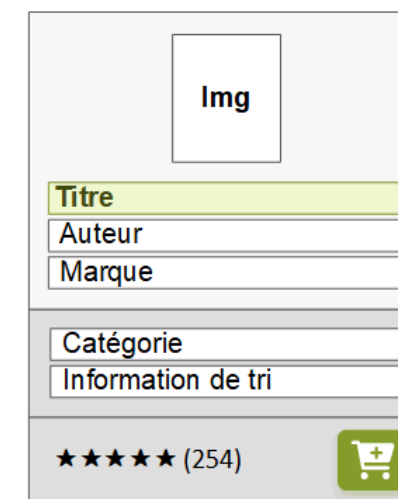 Img
Titre
Auteur
Marque
Catégorie
Information de tri
★★★★★ (254)